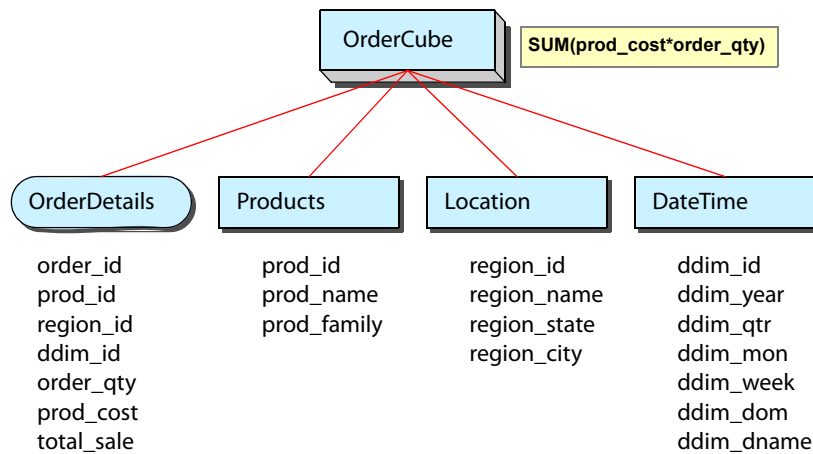 OrderCube
SUM(prod_cost*order_qty)
OrderDetails
Products
Location
DateTime
order_id
prod_id
region_id
ddim_id
order_qty
prod_cost
total_sale
prod_id
prod_name
prod_family
region_id
region_name
region_state
region_city
ddim_id
ddim_year
ddim_qtr
ddim_mon
ddim_week
ddim_dom
ddim_dname